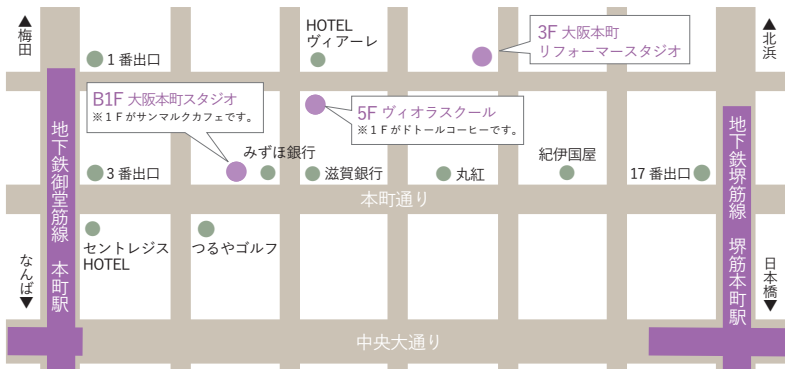 ▲梅田
HOTEL
ヴィアーレ
3F 大阪本町
リフォーマースタジオ
▲北浜
1 番出口
B1F 大阪本町スタジオ
※１Ｆがサンマルクカフェです。
5F ヴィオラスクール
※１Ｆがドトールコーヒーです。
地下鉄御堂筋線 本町駅
みずほ銀行
3 番出口
滋賀銀行
丸紅
紀伊国屋
17 番出口
地下鉄堺筋線 堺筋本町駅
本町通り
セントレジス
HOTEL
つるやゴルフ
なんば▼
日本橋▼
中央大通り